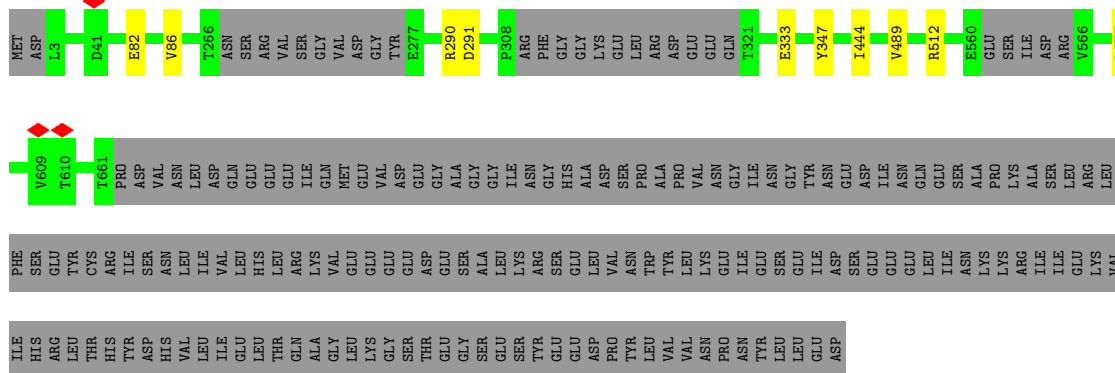 MET ASP L3 D41 E82 V86 T266 ASN SER ARG VAL SER GLY VAL ASP GLY TYR E277 R290 D291 P308 ARG PHE GLY GLY LYS GLU LEU ARG ASP GLU GLU GLN T321 E333 Y347 I444 V489 R512 E560 GLU SER ILE ASP ARG V566
V609 T610 T661 PRO ASP VAL ASN LEU ASP GLN GLU GLU GLU ILE GLN MET GLU VAL ASP GLU GLY ALA GLY GLY ILE ASN GLY HIS ALA ASP SER PRO ALA PRO VAL ASN GLY ILE ASN GLY TYR ASN GLU ASP ILE ASN GLN GLU SER ALA PRO LYS ALA SER LEU ARG LEU
PHE SER GLU TYR CYS ARG ILE SER ASN LEU ILE VAL LEU HIS LEU ARG LYS VAL GLU GLU GLU GLU ASP GLU SER ALA LEU LYS ARG SER GLU LEU VAL ASN TRP TYR LEU LYS GLU ILE GLU SER GLU ILE ASP SER GLU GLU GLU LEU ILE ASN LYS LYS ARG ILE ILE GLU LYS VAL
ILE HIS ARG LEU THR HIS TYR ASP HIS VAL LEU ILE GLU LEU THR GLN ALA GLY LEU LYS GLY SER THR GLU GLY SER GLU SER TYR GLU GLU ASP PRO TYR LEU VAL VAL ASN PRO ASN TYR LEU LEU GLU ASP